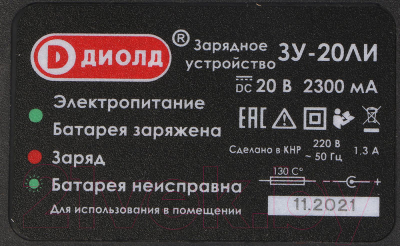 D ДИОЛД ®
Зарядное устройство ЗУ-20ЛИ
DC 20 В 2300 мА
Электропитание
Батарея заряжена
EAC
Заряд
Сделано в КНР 220 В ~ 50 Гц 1,3 А
Батарея неисправна
130 C°
Для использования в помещении
11.2021